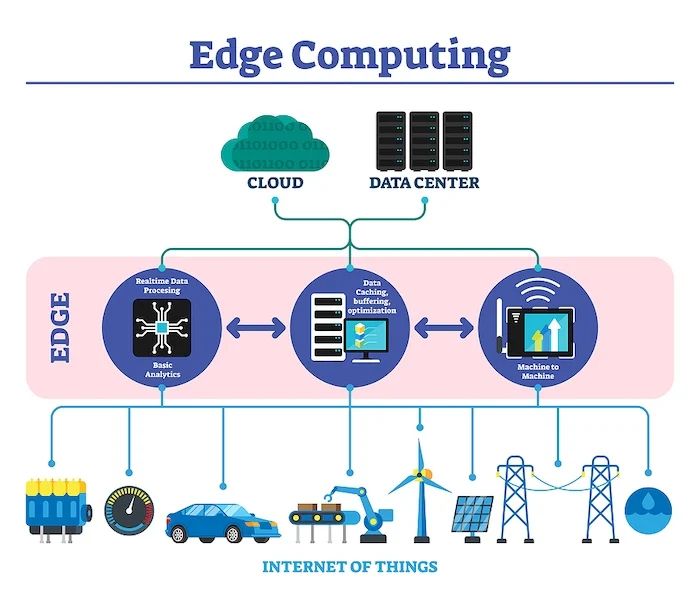 Edge Computing
CLOUD
DATA CENTER
EDGE
Realtime Data
Procesing
Basic
Analytics
Data
Caching,
buffering,
optimization
Machine to
Machine
INTERNET OF THINGS